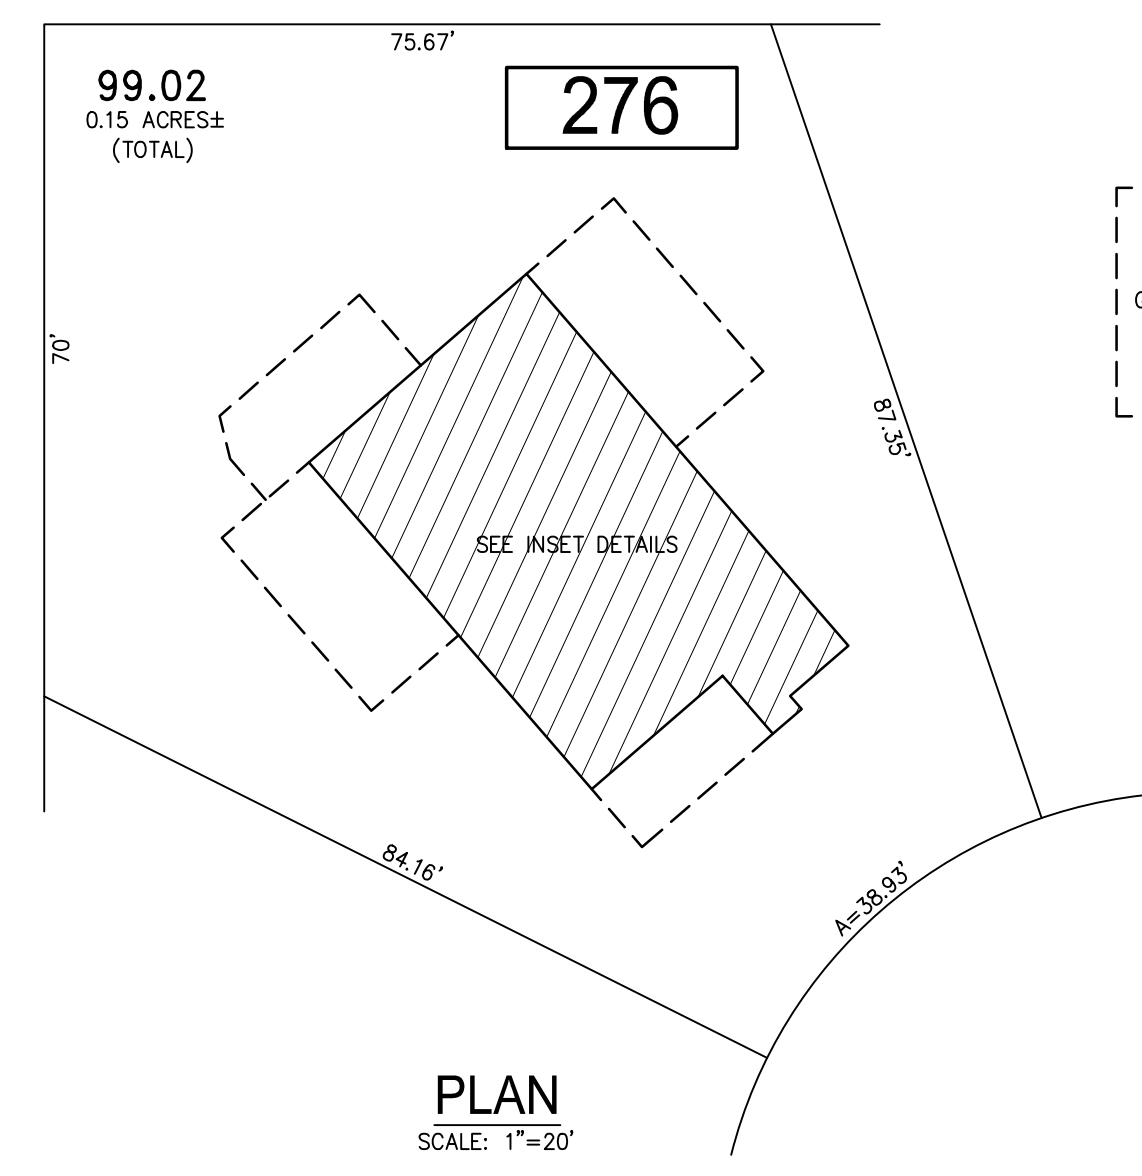 75.67'
99.02
0.15 ACRES±
(TOTAL)
276
70'
87.35'
SEE INSET DETAILS
84.16'
A=38.93'
PLAN
SCALE: 1"=20'